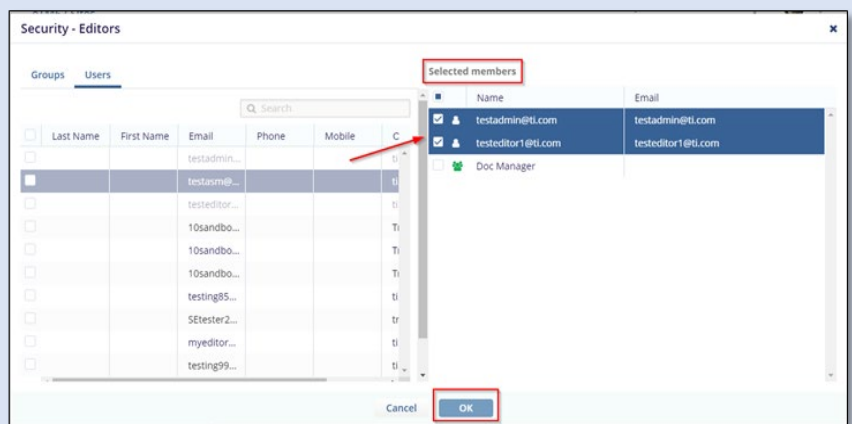 Security - Editors
Groups Users
Search
Last Name First Name Email Phone Mobile
testadmin...
testasm@...
testeditor...
10sandbo...
10sandbo...
10sandbo...
testing85...
SEtester2...
myeditor...
testing99...
Selected members
Name Email
testadmin@ti.com testadmin@ti.com
testeditor1@ti.com testeditor1@ti.com
Doc Manager
Cancel OK